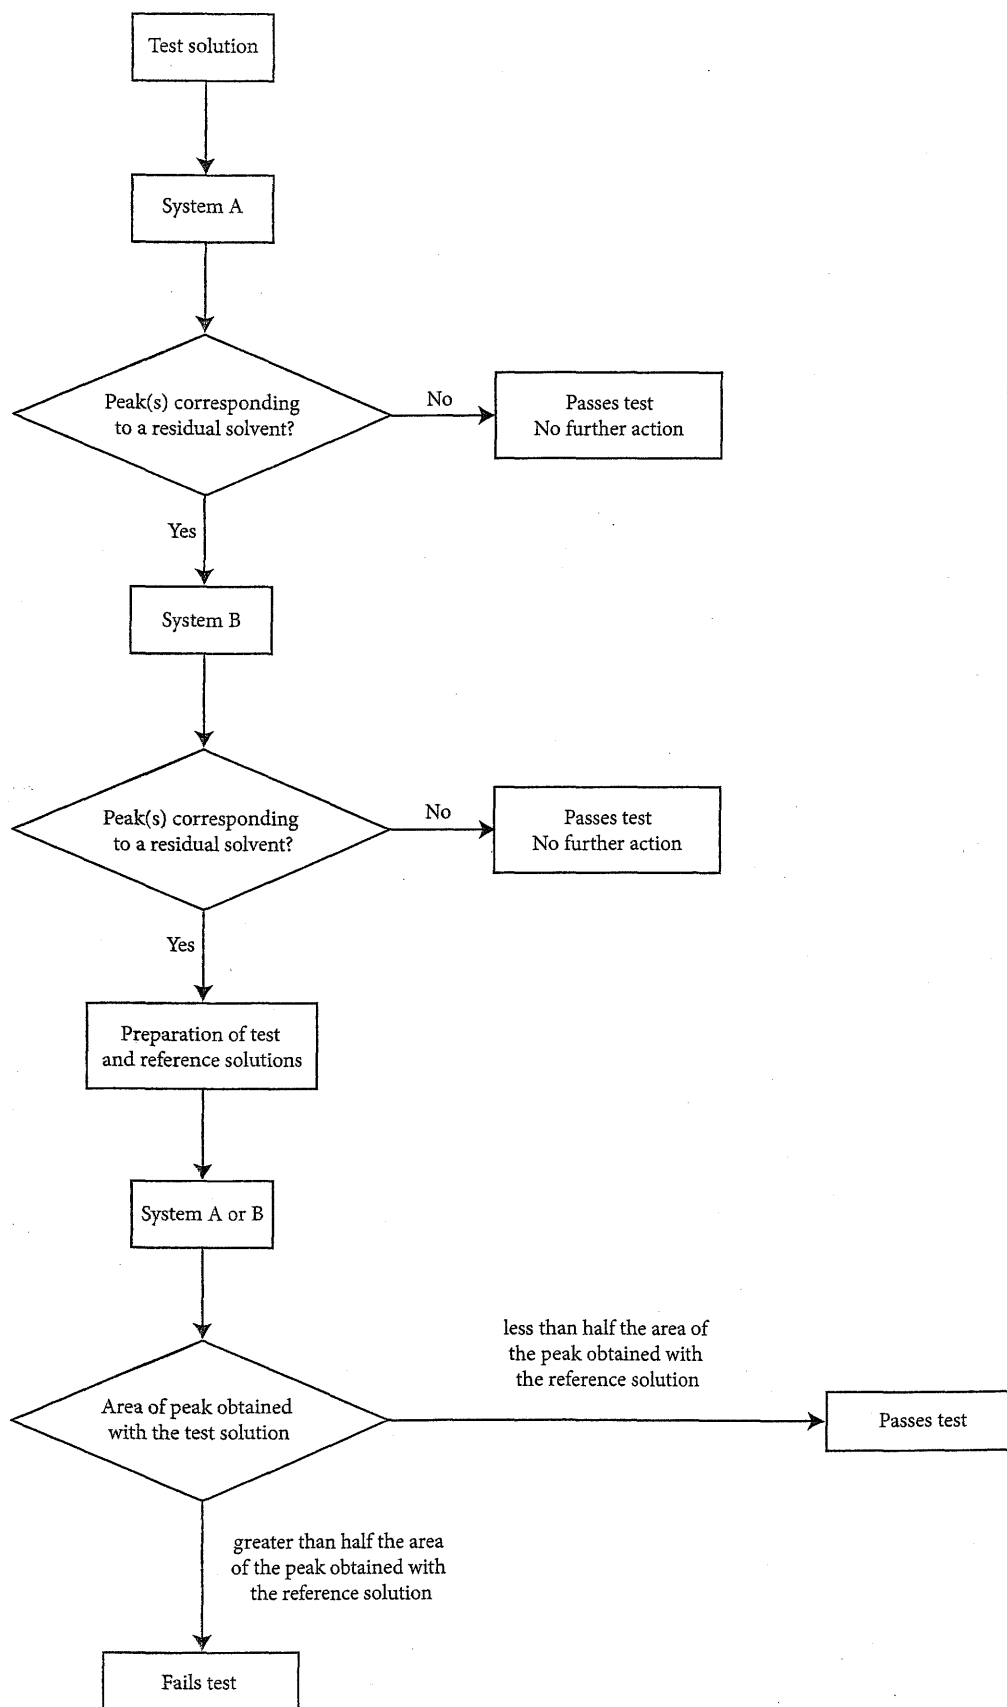 Test solution
System A
Peak(s) corresponding
to a residual solvent?
No
Passes test
No further action
Yes
System B
Peak(s) corresponding
to a residual solvent?
No
Passes test
No further action
Yes
Preparation of test
and reference solutions
System A or B
less than half the area of
the peak obtained with
the reference solution
Area of peak obtained
with the test solution
Passes test
greater than half the area
of the peak obtained with
the reference solution
Fails test